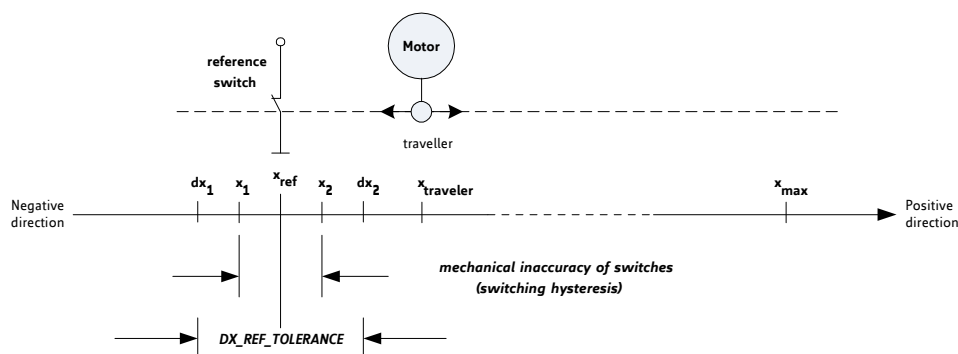 Motor
reference
switch
traveller
dx1
x1
xref
x2
dx2
xtraveler
xmax
Negative
direction
Positive
direction
mechanical inaccuracy of switches
(switching hysteresis)
DX_REF_TOLERANCE